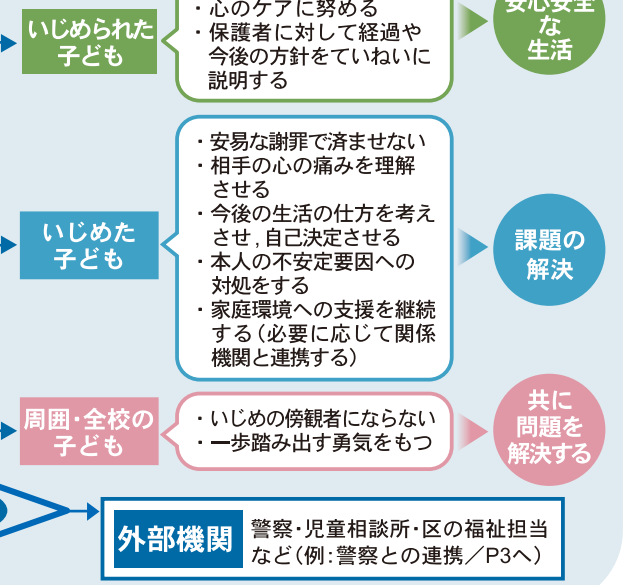 いじめられた
子ども
・心のケアに努める
・保護者に対して経過や
今後の方針をていねいに
説明する
安心安全
な
生活
いじめた
子ども
・安易な謝罪で済ませない
・相手の心の痛みを理解
させる
・今後の生活の仕方を考え
させ,自己決定させる
・本人の不安定要因への
対処をする
・家庭環境への支援を継続
する(必要に応じて関係
機関と連携する)
課題の
解決
周囲・全校の
子ども
・いじめの傍観者にならない
・一歩踏み出す勇気をもつ
共に
問題を
解決する
外部機関
警察・児童相談所・区の福祉担当
など(例:警察との連携／P3へ)